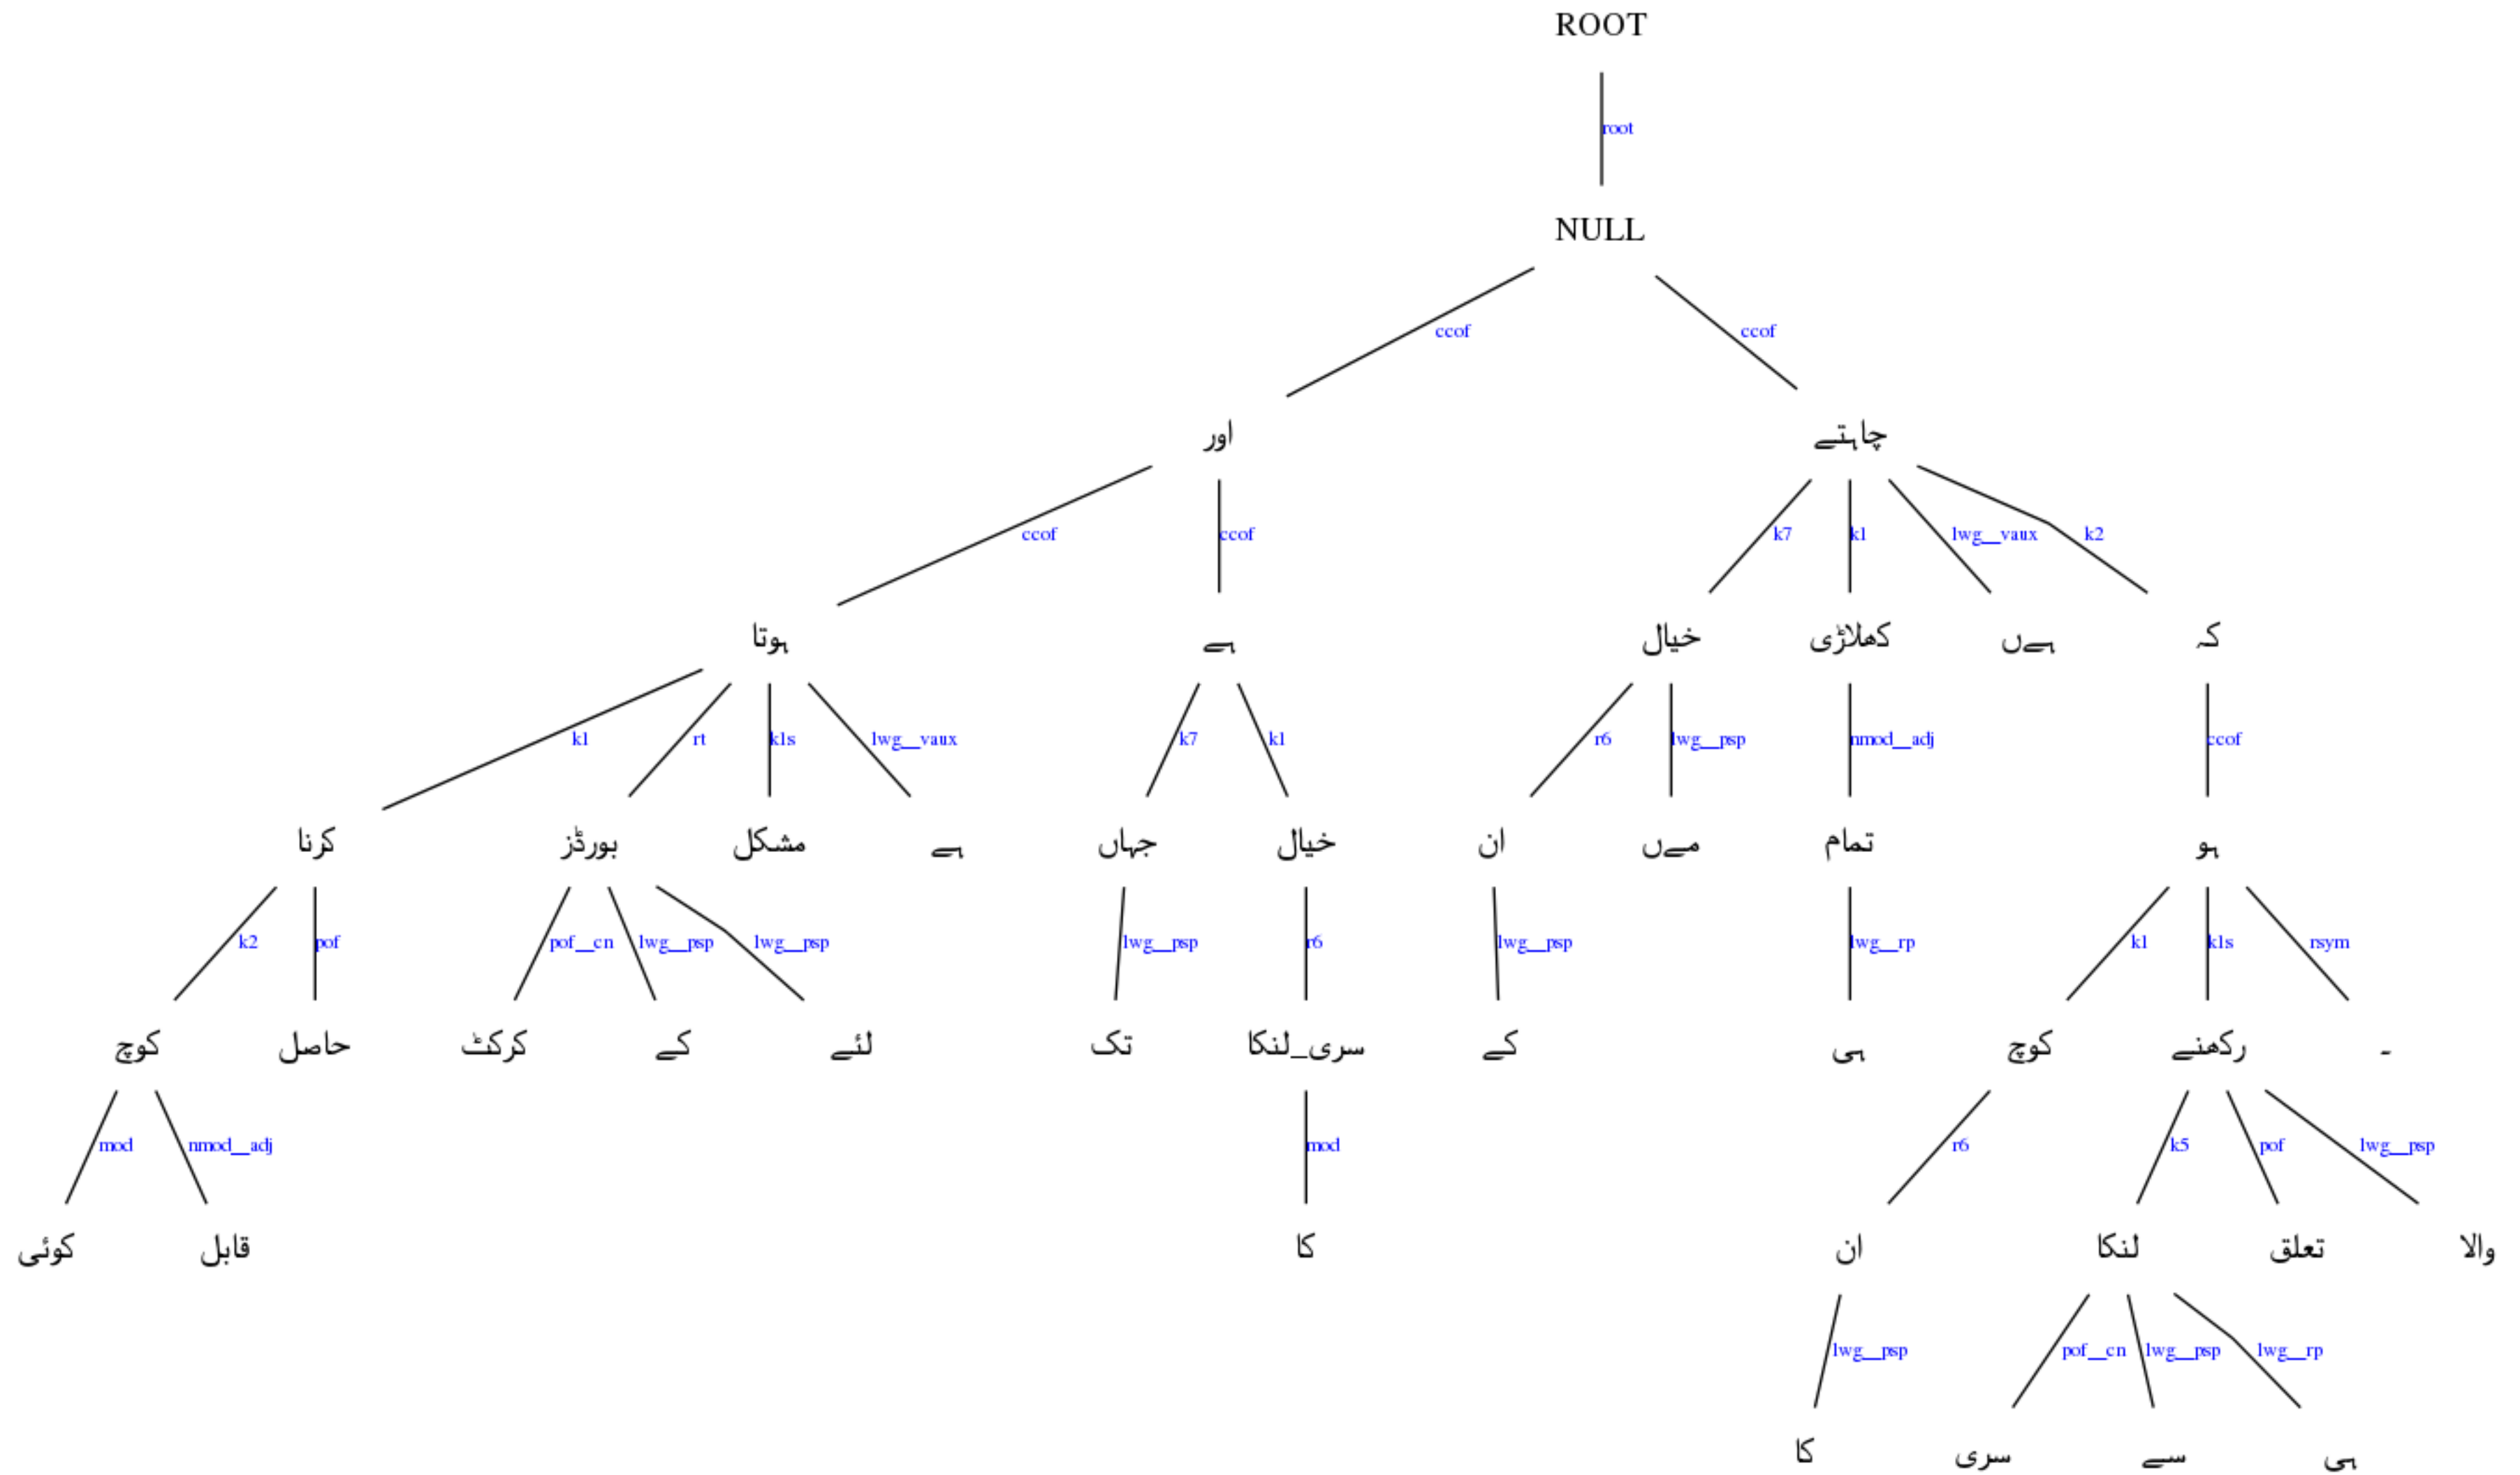 ROOT
root
NULL
ccof ccof
اور چاہتے
ccof ccof k7 k1 lwg__vaux k2
ہوتا ہے خیال کھلاڑی ہےں کہ
k1 rt k1s lwg__vaux k7 k1 r6 lwg__psp nmod__adj ccof
کرنا بورڈز مشکل ہے جہاں خیال ان مےں تمام ہو
k2 pof pof__cn lwg__psp lwg__psp lwg__psp r6 lwg__psp lwg__rp k1 k1s rsym
کوچ حاصل کرکٹ کے لئے تک سری_لنکا کے ہی کوچ رکھنے ۔
mod nmod__adj mod r6 k5 pof lwg__psp
کوئی قابل کا ان لنکا تعلق والا
lwg__psp pof__cn lwg__psp lwg__rp
کا سری سے ہی